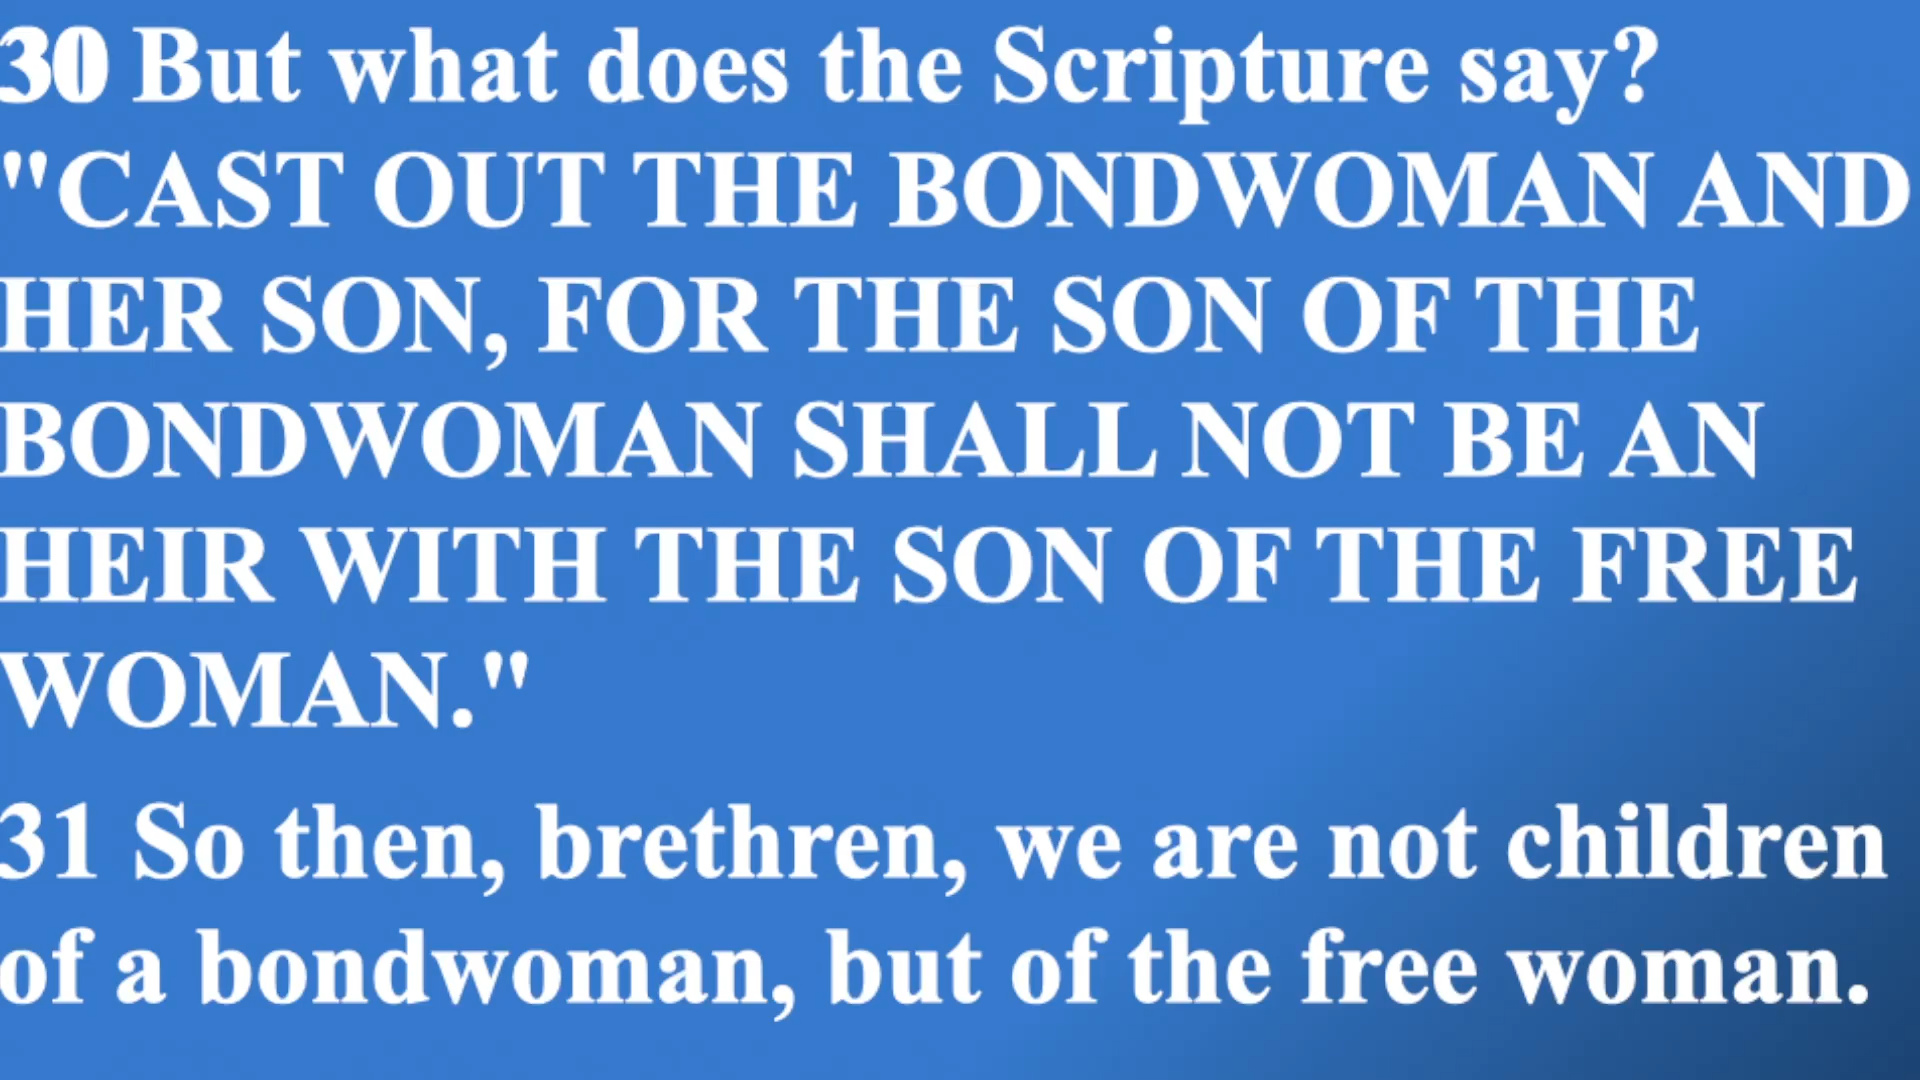 30 But what does the Scripture say?
"CAST OUT THE BONDWOMAN AND
HER SON, FOR THE SON OF THE
BONDWOMAN SHALL NOT BE AN
HEIR WITH THE SON OF THE FREE
WOMAN."
31 So then, brethren, we are not children
of a bondwoman, but of the free woman.